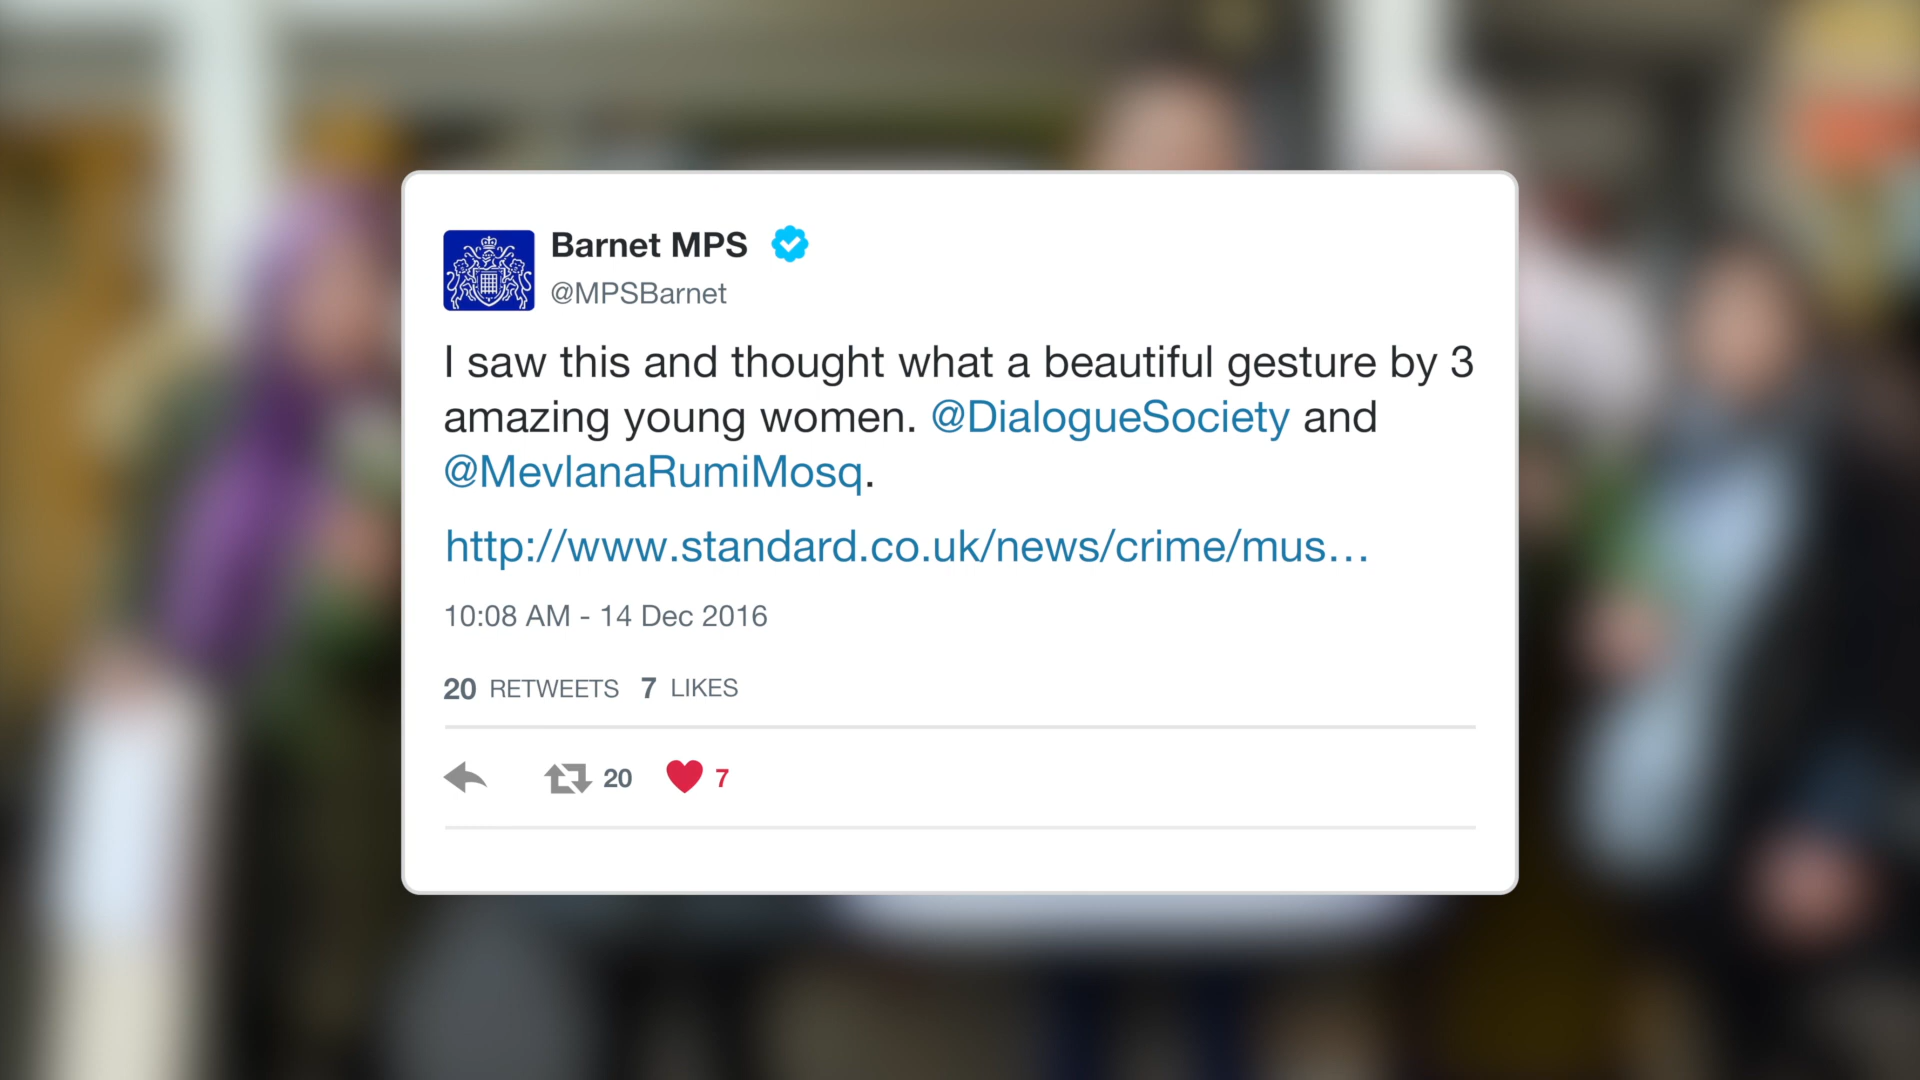 Barnet MPS
@MPSBarnet
I saw this and thought what a beautiful gesture by 3
amazing young women. @DialogueSociety and
@MevlanaRumiMosq.
http://www.standard.co.uk/news/crime/mus…
10:08 AM - 14 Dec 2016
20 RETWEETS 7 LIKES
20 7